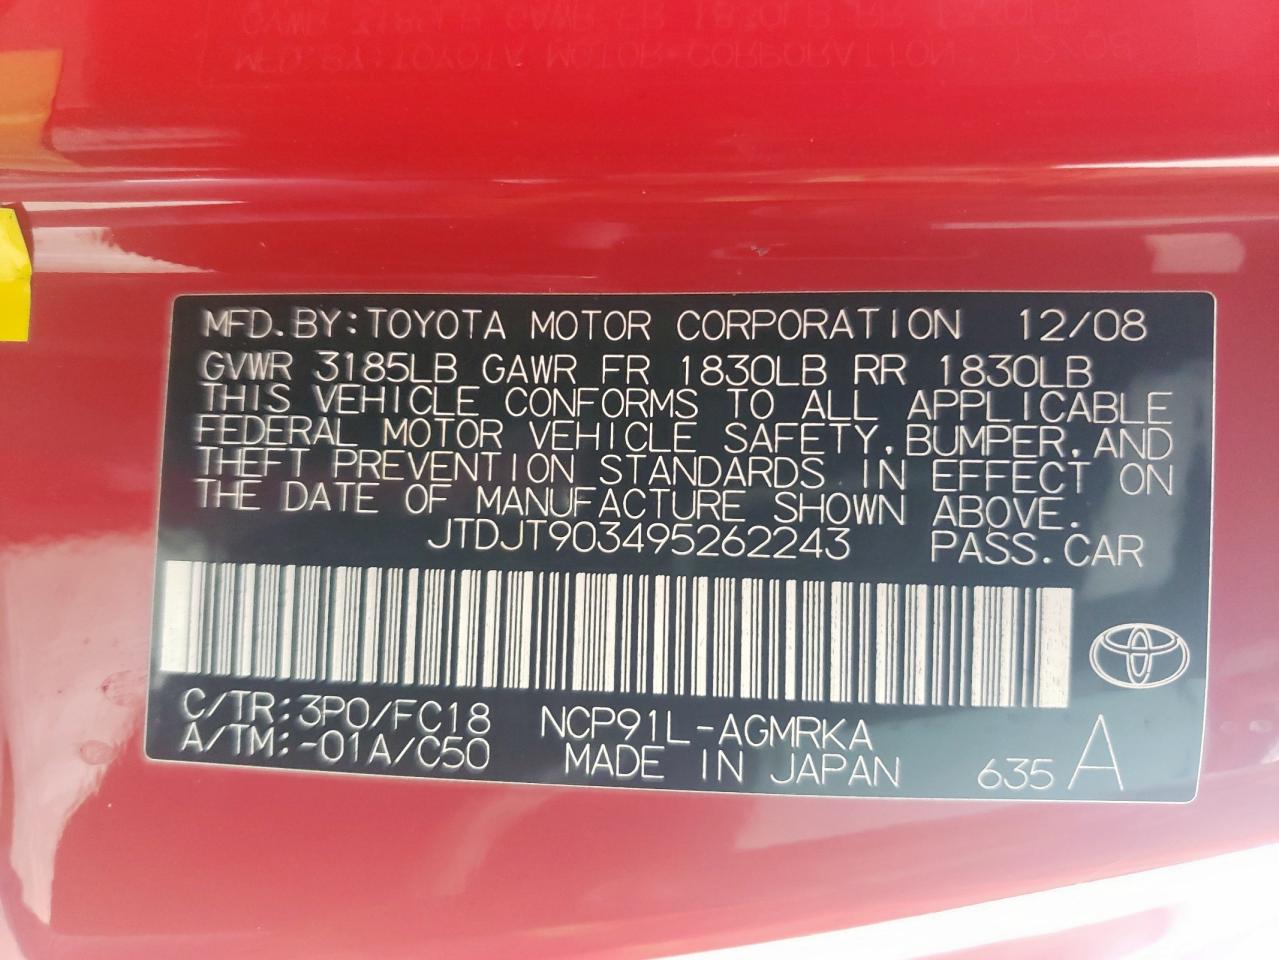 MFD.BY:TOYOTA MOTOR CORPORATION 12/08
GVWR 3185LB GAWR FR 1830LB RR 1830LB
THIS VEHICLE CONFORMS TO ALL APPLICABLE
FEDERAL MOTOR VEHICLE SAFETY,BUMPER,AND
THEFT PREVENTION STANDARDS IN EFFECT ON
THE DATE OF MANUFACTURE SHOWN ABOVE.
JTDJT903495262243 PASS.CAR
C/TR:3P0/FC18 NCP91L-AGMRKA
A/TM:-01A/C50 MADE IN JAPAN 635 A